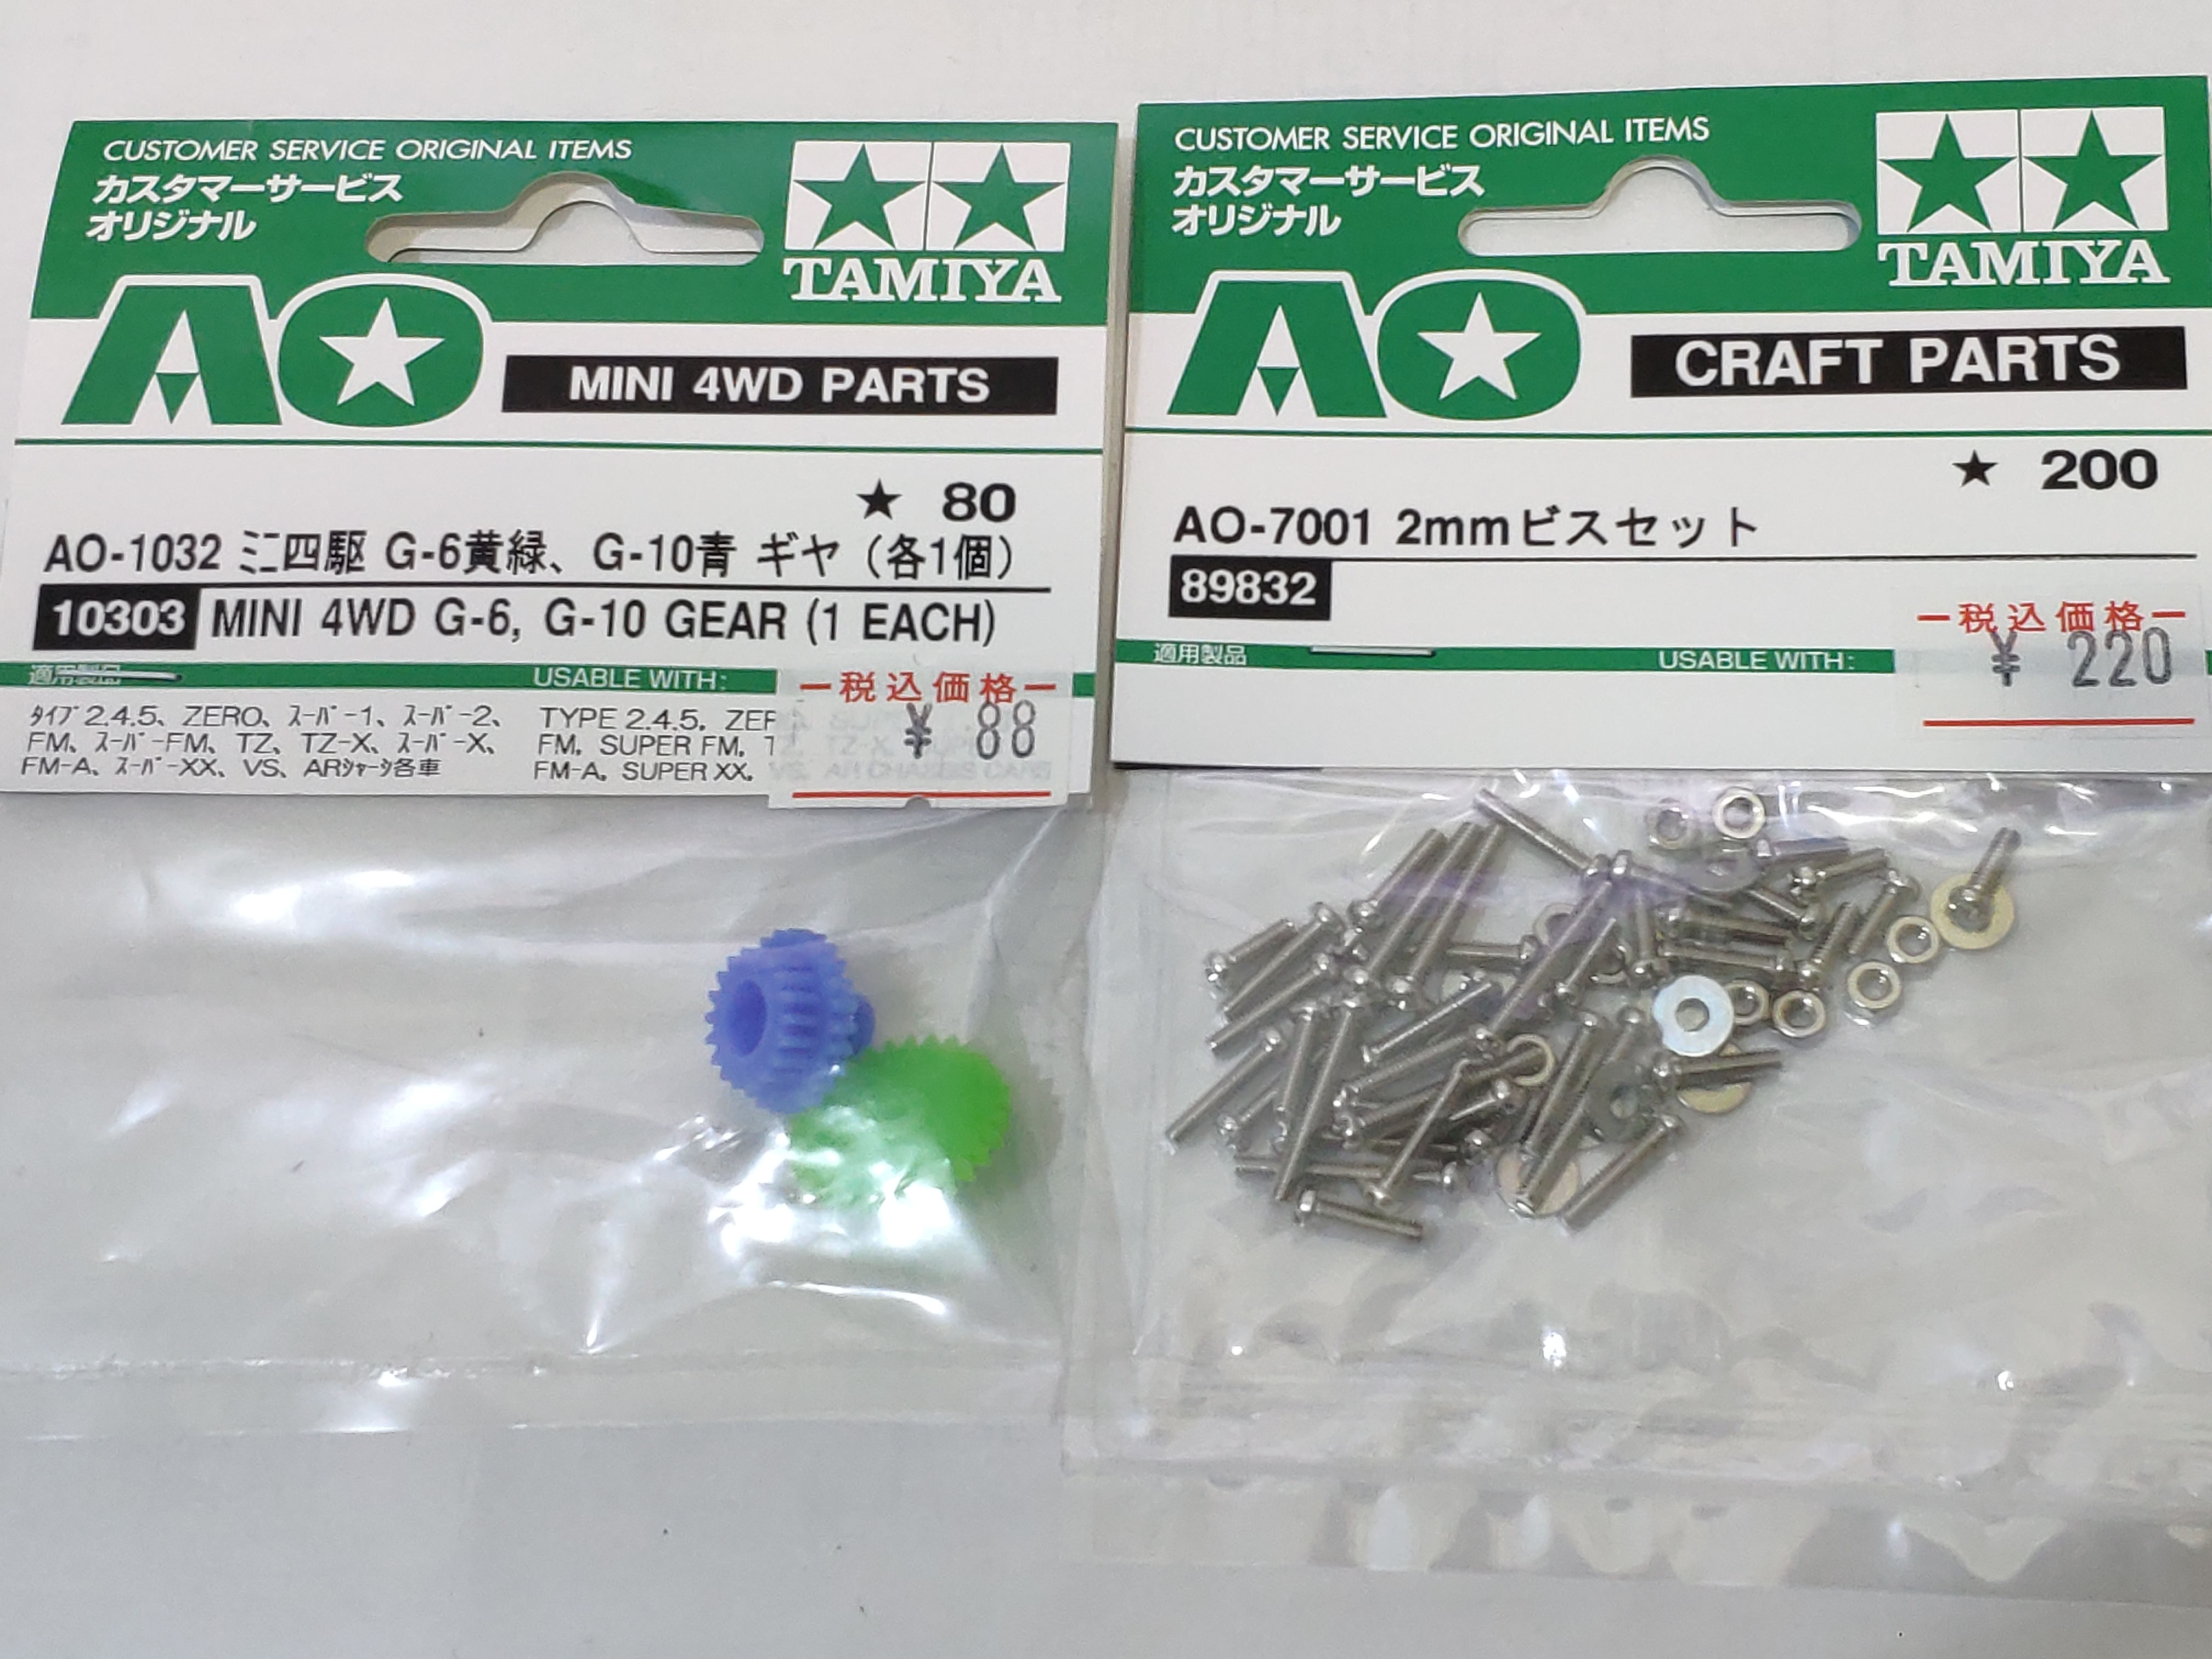 CUSTOMER SERVICE ORIGINAL ITEMS
カスタマーサービス
オリジナル
AO
TAMIYA
MINI 4WD PARTS
★ 80
AO-1032 ミニ四駆 G-6黄緑、G-10青 ギヤ（各1個）
10303 MINI 4WD G-6, G-10 GEAR (1 EACH)
USABLE WITH:
ﾀｲﾌﾟ2.4.5、ZERO、ｽｰﾊﾟｰ1、ｽｰﾊﾟｰ2、
FM、ｽｰﾊﾟｰFM、TZ、TZ-X、ｽｰﾊﾟｰX、
FM-A、ｽｰﾊﾟｰXX、VS、ARｼｬｰｼ各車
TYPE 2.4.5,
FM, SUPER FM,
FM-A, SUPER XX,
税込価格
¥ 88
CUSTOMER SERVICE ORIGINAL ITEMS
カスタマーサービス
オリジナル
AO
TAMIYA
CRAFT PARTS
★ 200
AO-7001 2mmビスセット
89832
適用製品
USABLE WITH:
税込価格
¥ 220